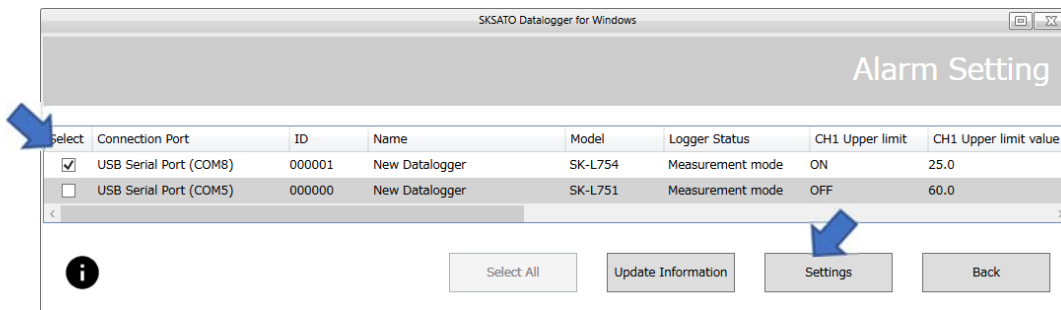 SKSATO Datalogger for Windows
Alarm Setting
Select Connection Port ID Name Model Logger Status CH1 Upper limit CH1 Upper limit value
USB Serial Port (COM8) 000001 New Datalogger SK-L754 Measurement mode ON 25.0
USB Serial Port (COM5) 000000 New Datalogger SK-L751 Measurement mode OFF 60.0
Select All Update Information Settings Back